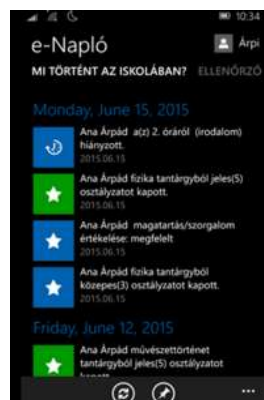 10:34
e-Napló
Árpi
MI TÖRTÉNT AZ ISKOLÁBAN? ELLENŐRZŐ
Monday, June 15, 2015
Ana Árpád a(z) 2. óráról (irodalom)
hiányzott.
2015.06.15
Ana Árpád fizika tantárgyból jeles(5)
osztályzatot kapott.
2015.06.15
Ana Árpád magatartás/szorgalom
értékelése: megfelelt
2015.06.15
Ana Árpád fizika tantárgyból
közepes(3) osztályzatot kapott.
2015.06.15
Friday, June 12, 2015
Ana Árpád művészettörténet
tantárgyból jeles(5) osztályzatot
kapott.